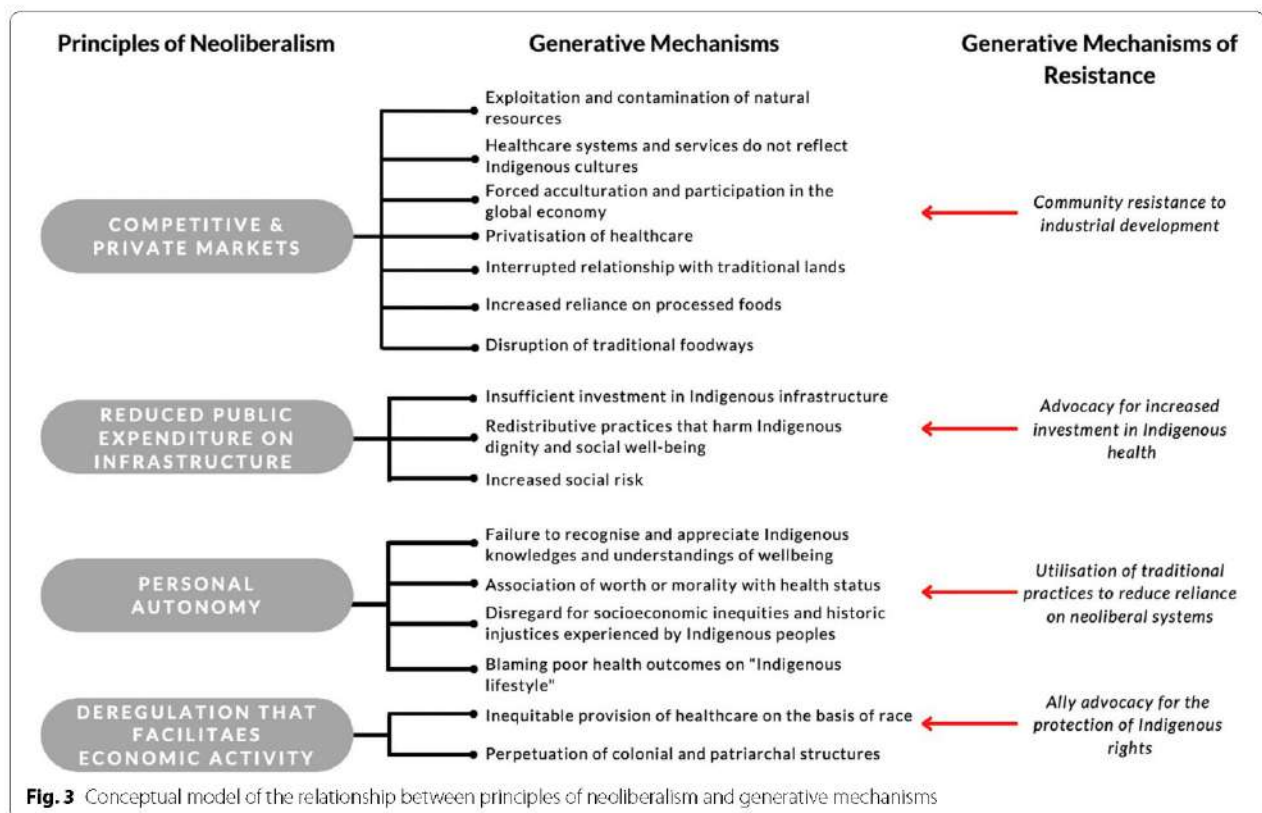 Principles of Neoliberalism
Generative Mechanisms
Generative Mechanisms of
Resistance
COMPETITIVE &
PRIVATE MARKETS
Exploitation and contamination of natural
resources
Healthcare systems and services do not reflect
Indigenous cultures
Forced acculturation and participation in the
global economy
Privatisation of healthcare
Interrupted relationship with traditional lands
Increased reliance on processed foods
Disruption of traditional foodways
Community resistance to
industrial development
REDUCED PUBLIC
EXPENDITURE ON
INFRASTRUCTURE
Insufficient investment in Indigenous infrastructure
Redistributive practices that harm Indigenous
dignity and social well-being
Increased social risk
Advocacy for increased
investment in Indigenous
health
PERSONAL
AUTONOMY
Failure to recognise and appreciate Indigenous
knowledges and understandings of wellbeing
Association of worth or morality with health status
Disregard for socioeconomic inequities and historic
injustices experienced by Indigenous peoples
Blaming poor health outcomes on "Indigenous
lifestyle"
Utilisation of traditional
practices to reduce reliance
on neoliberal systems
DEREGULATION THAT
FACILITAES
ECONOMIC ACTIVITY
Inequitable provision of healthcare on the basis of race
Perpetuation of colonial and patriarchal structures
Ally advocacy for the
protection of Indigenous
rights
Fig. 3 Conceptual model of the relationship between principles of neoliberalism and generative mechanisms